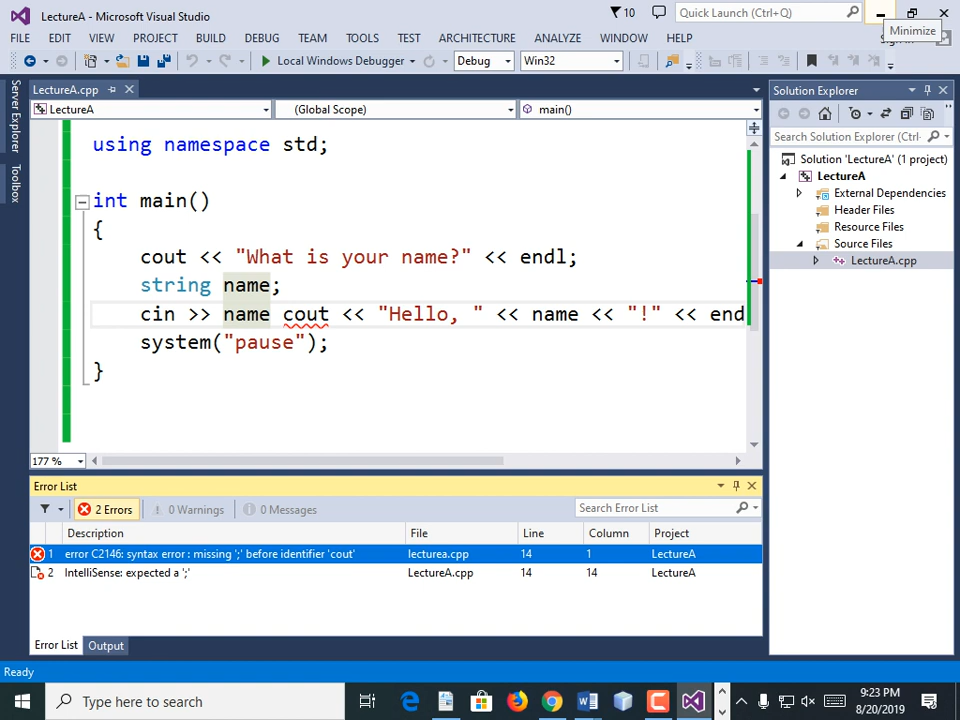 LectureA - Microsoft Visual Studio
10
Quick Launch (Ctrl+Q)
Minimize
FILE EDIT VIEW PROJECT BUILD DEBUG TEAM TOOLS TEST ARCHITECTURE ANALYZE WINDOW HELP
Local Windows Debugger Debug Win32
Server Explorer
Toolbox
LectureA.cpp
LectureA (Global Scope) main()
using namespace std;
int main()
{
cout << "What is your name?" << endl;
string name;
cin >> name cout << "Hello, " << name << "!" << end
system("pause");
}
177 %
Solution Explorer
Search Solution Explorer (Ctrl+
Solution 'LectureA' (1 project)
LectureA
External Dependencies
Header Files
Resource Files
Source Files
LectureA.cpp
Error List
2 Errors 0 Warnings 0 Messages Search Error List
Description File Line Column Project
1 error C2146: syntax error : missing ';' before identifier 'cout' lecturea.cpp 14 1 LectureA
2 IntelliSense: expected a ';' LectureA.cpp 14 14 LectureA
Error List Output
Ready
Type here to search
9:23 PM
8/20/2019